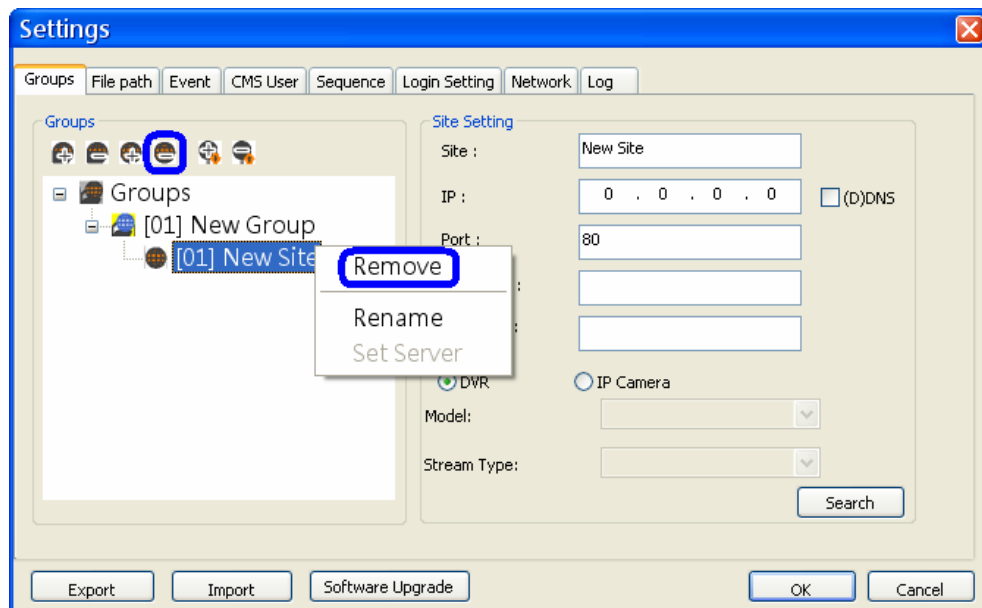 Settings
Groups File path Event CMS User Sequence Login Setting Network Log
Groups
Groups
[01] New Group
[01] New Site
Remove
Rename
Set Server
Site Setting
Site : New Site
IP : 0 . 0 . 0 . 0 (D)DNS
Port : 80
:
:
DVR IP Camera
Model:
Stream Type:
Search
Export Import Software Upgrade OK Cancel